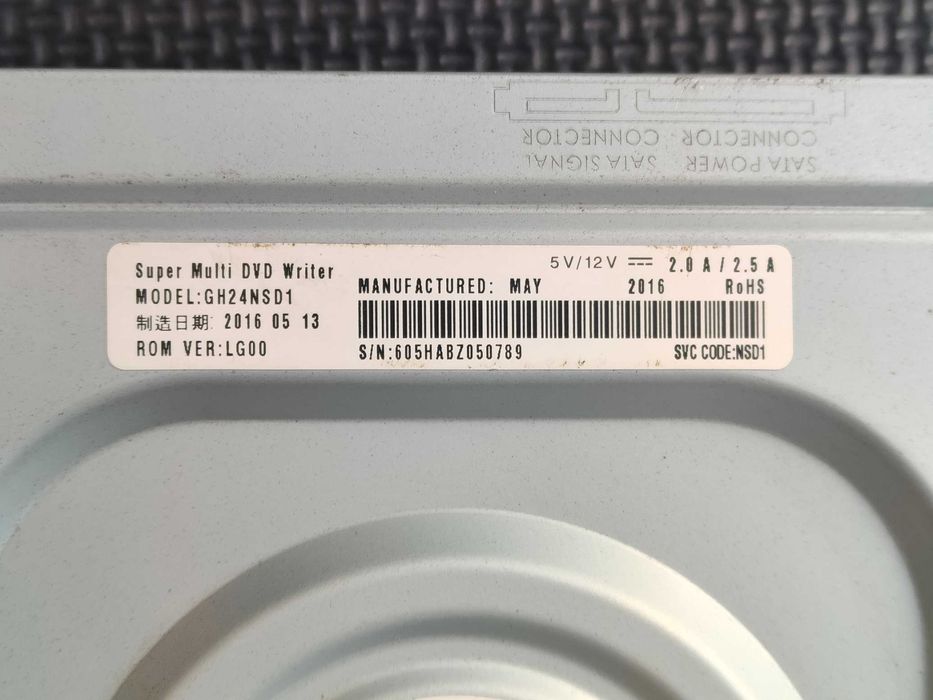 SATA POWER CONNECTOR
SATA SIGNAL CONNECTOR
Super Multi DVD Writer
MODEL:GH24NSD1
制造日期: 2016 05 13
ROM VER:LG00
5V/12V ⎓ 2.0 A / 2.5 A
MANUFACTURED: MAY 2016 RoHS
S/N:605HABZ050789
SVC CODE:NSD1